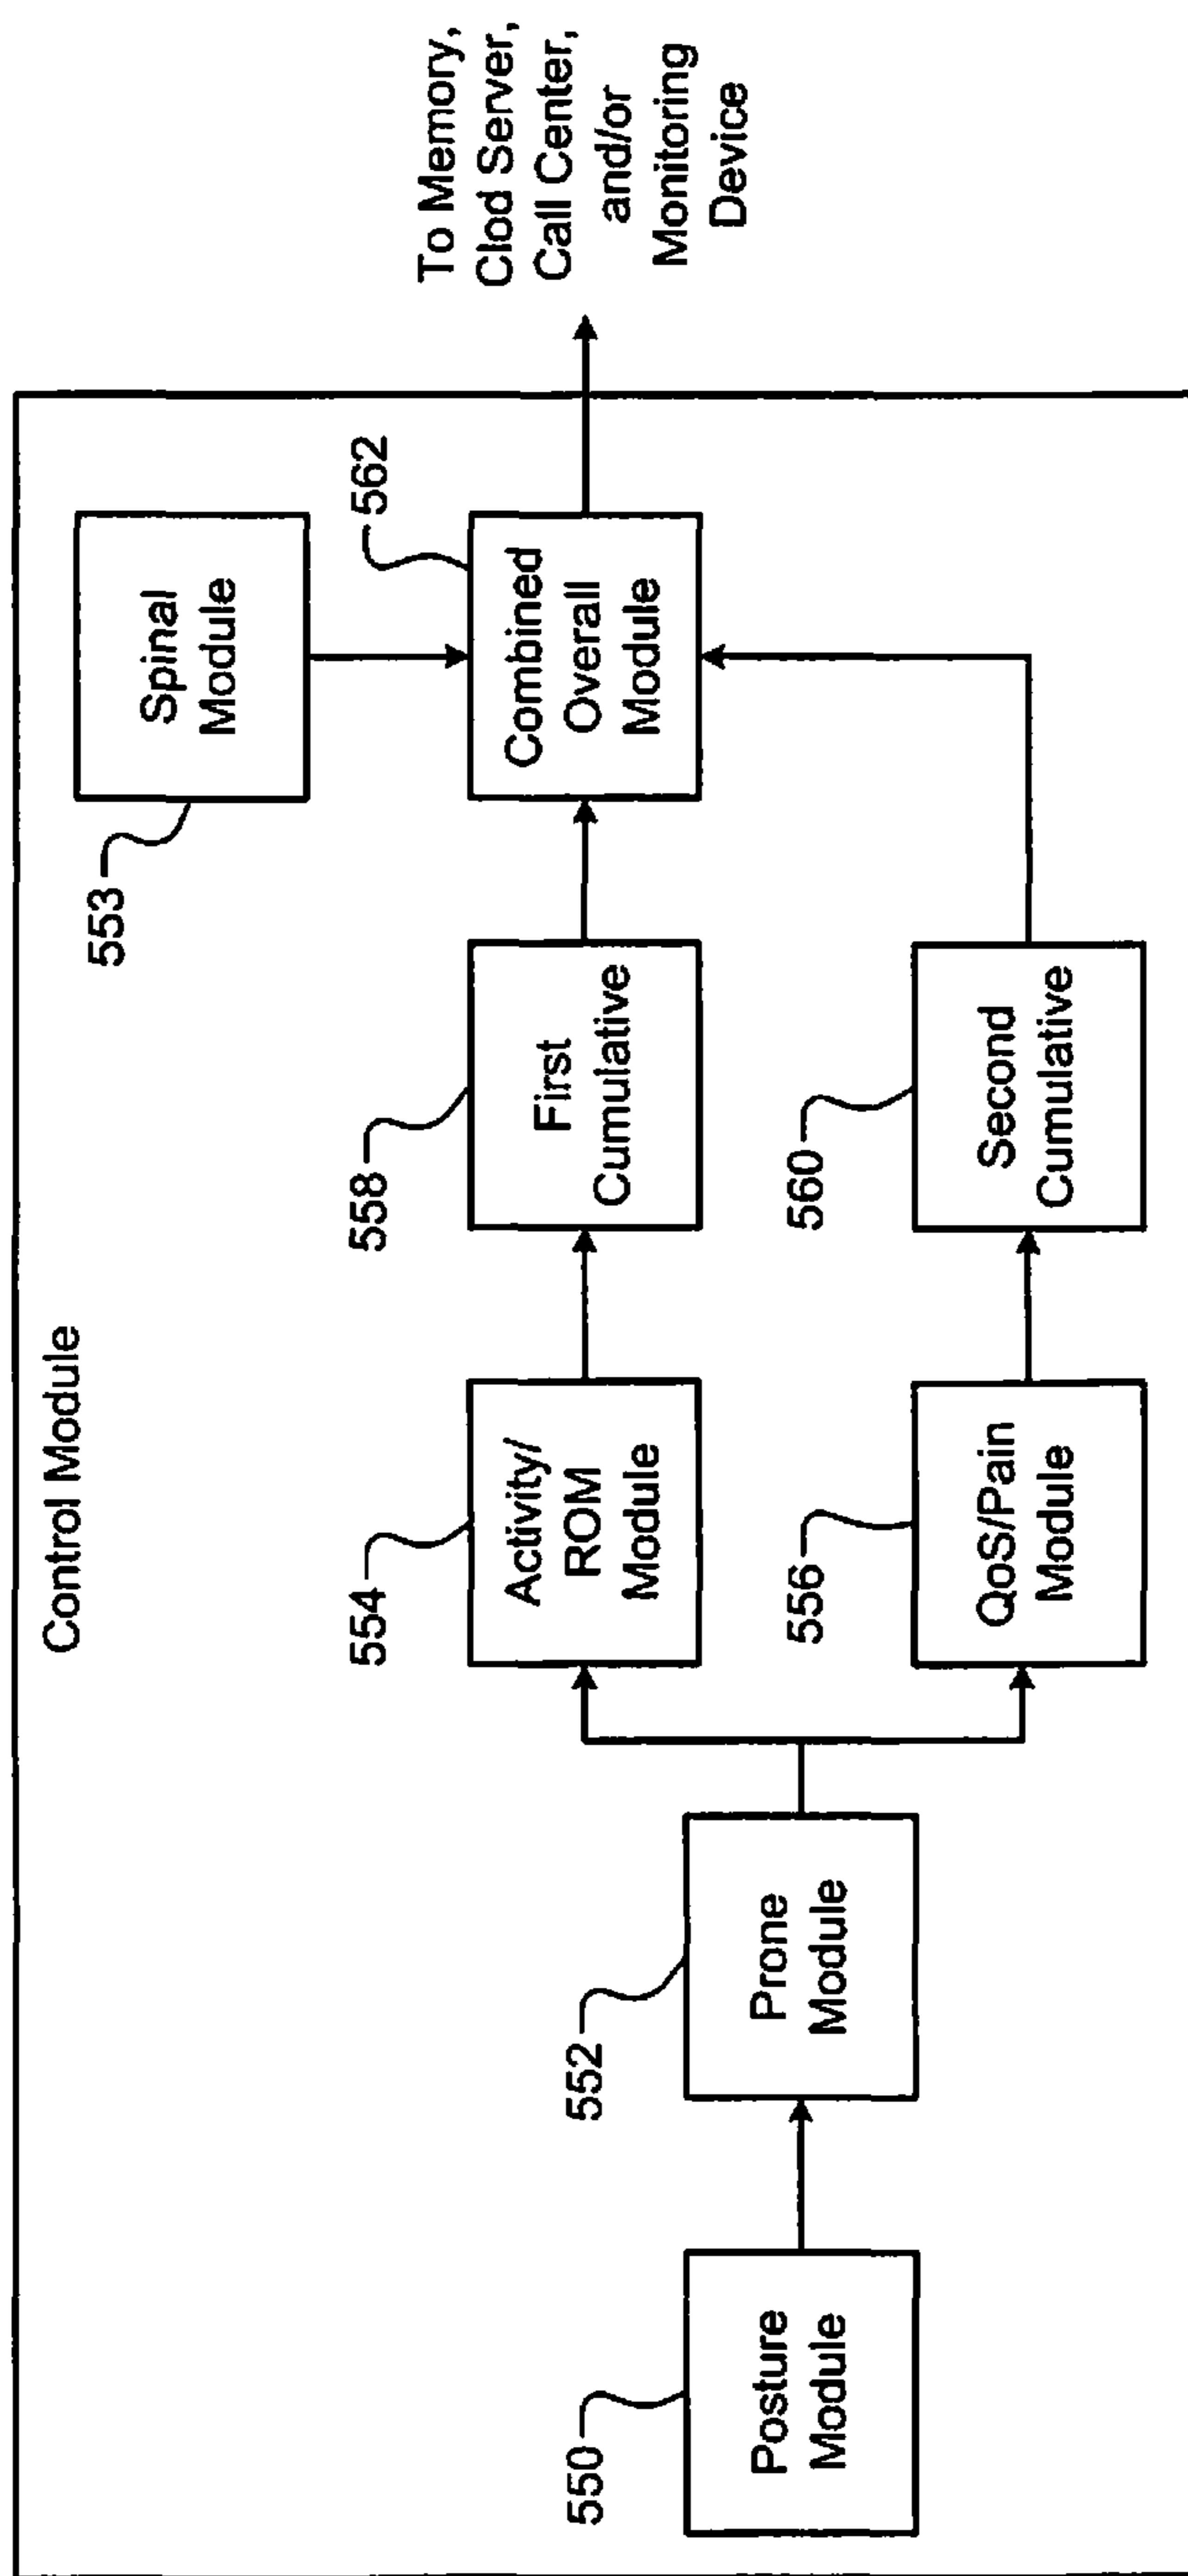 Control Module
Spinal
Module
553
562
Combined
Overall
Module
To Memory,
Clod Server,
Call Center,
and/or
Monitoring
Device
558
First
Cumulative
560
Second
Cumulative
554
Activity/
ROM
Module
556
QoS/Pain
Module
552
Prone
Module
550
Posture
Module